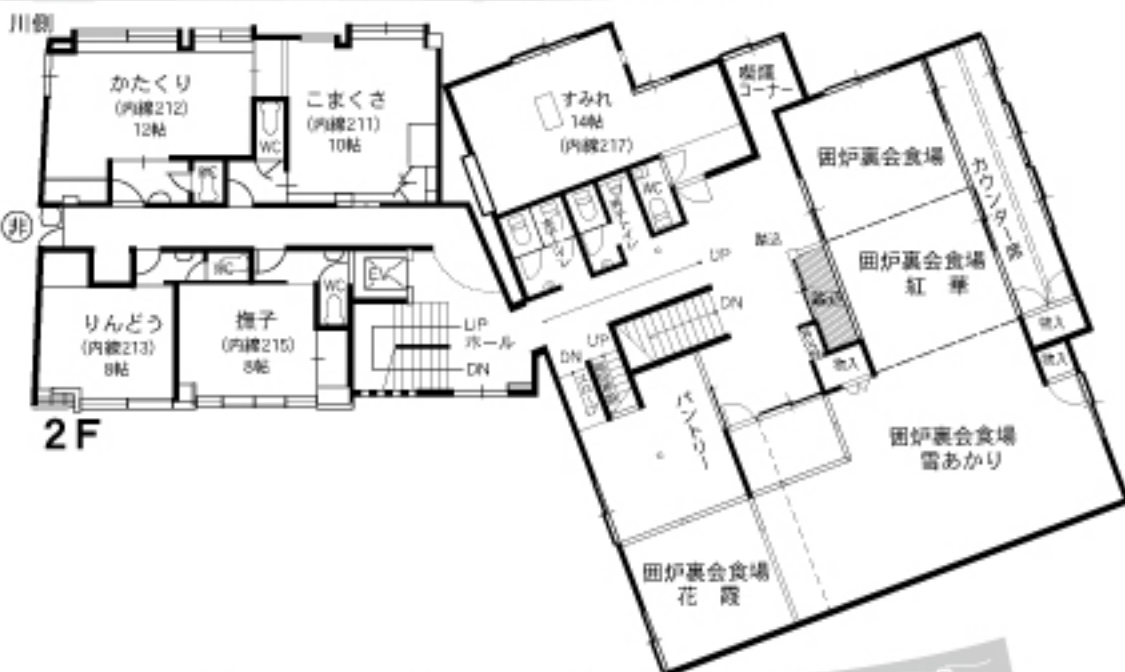 川側
かたくり
(内線212)
12帖
WC
こまくさ
(内線211)
10帖
WC
すみれ
14帖
(内線217)
喫煙
コーナー
囲炉裏会食場
カウンター席
囲炉裏会食場
紅 華
非
WC
WC
WC
EV
UP
ホール
DN
りんどう
(内線213)
8帖
撫子
(内線215)
8帖
踏込
UP
DN
UP
DN
物入
物入
物入
パントリー
囲炉裏会食場
雪あかり
囲炉裏会食場
花 霞
2F